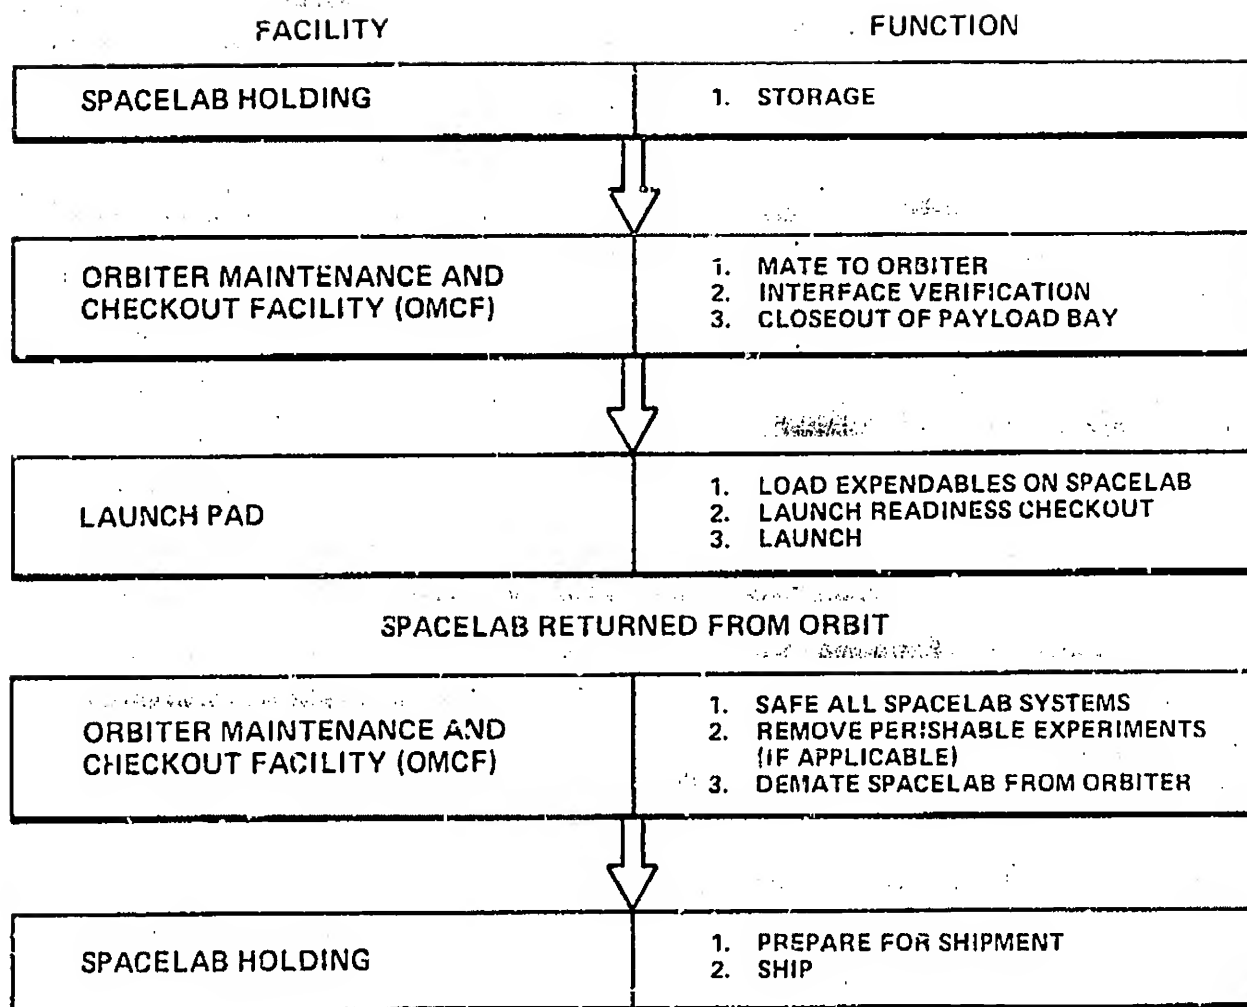 FACILITY FUNCTION
SPACELAB HOLDING 1. STORAGE
ORBITER MAINTENANCE AND
CHECKOUT FACILITY (OMCF)
1. MATE TO ORBITER
2. INTERFACE VERIFICATION
3. CLOSEOUT OF PAYLOAD BAY
LAUNCH PAD
1. LOAD EXPENDABLES ON SPACELAB
2. LAUNCH READINESS CHECKOUT
3. LAUNCH
SPACELAB RETURNED FROM ORBIT
ORBITER MAINTENANCE AND
CHECKOUT FACILITY (OMCF)
1. SAFE ALL SPACELAB SYSTEMS
2. REMOVE PERISHABLE EXPERIMENTS
(IF APPLICABLE)
3. DEMATE SPACELAB FROM ORBITER
SPACELAB HOLDING
1. PREPARE FOR SHIPMENT
2. SHIP